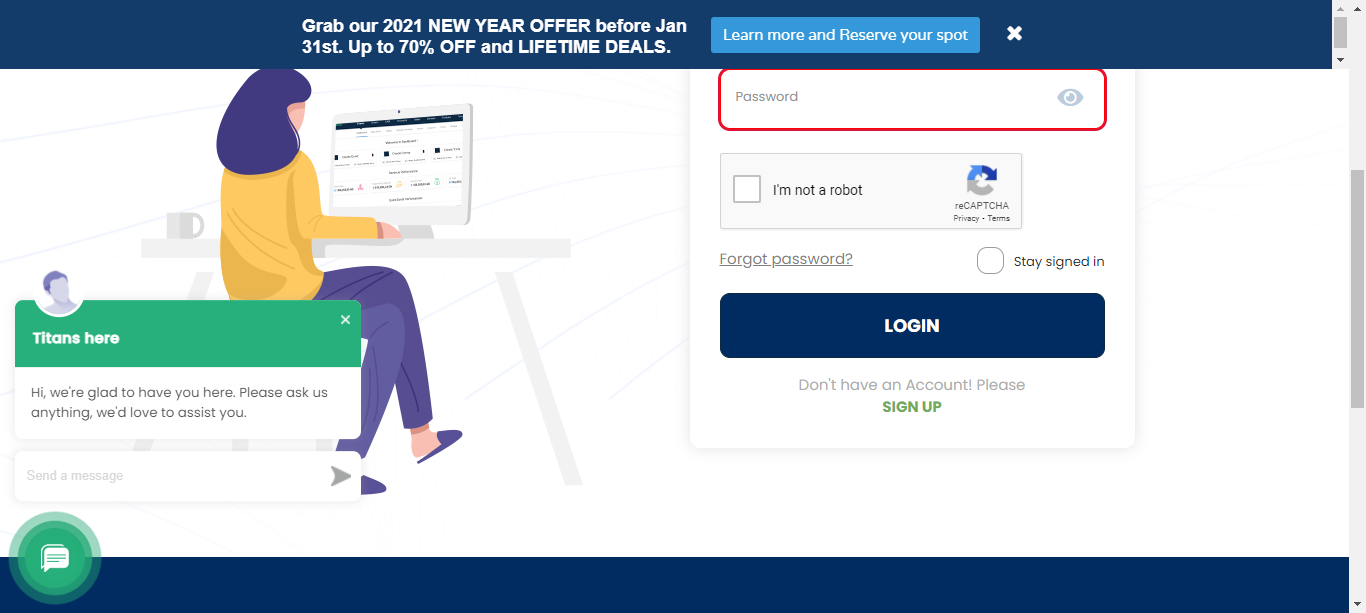 Grab our 2021 NEW YEAR OFFER before Jan
31st. Up to 70% OFF and LIFETIME DEALS.
Learn more and Reserve your spot
Password
I'm not a robot
reCAPTCHA
Privacy - Terms
Forgot password?
Stay signed in
LOGIN
Don't have an Account! Please
SIGN UP
Titans here
Hi, we're glad to have you here. Please ask us
anything, we'd love to assist you.
Send a message